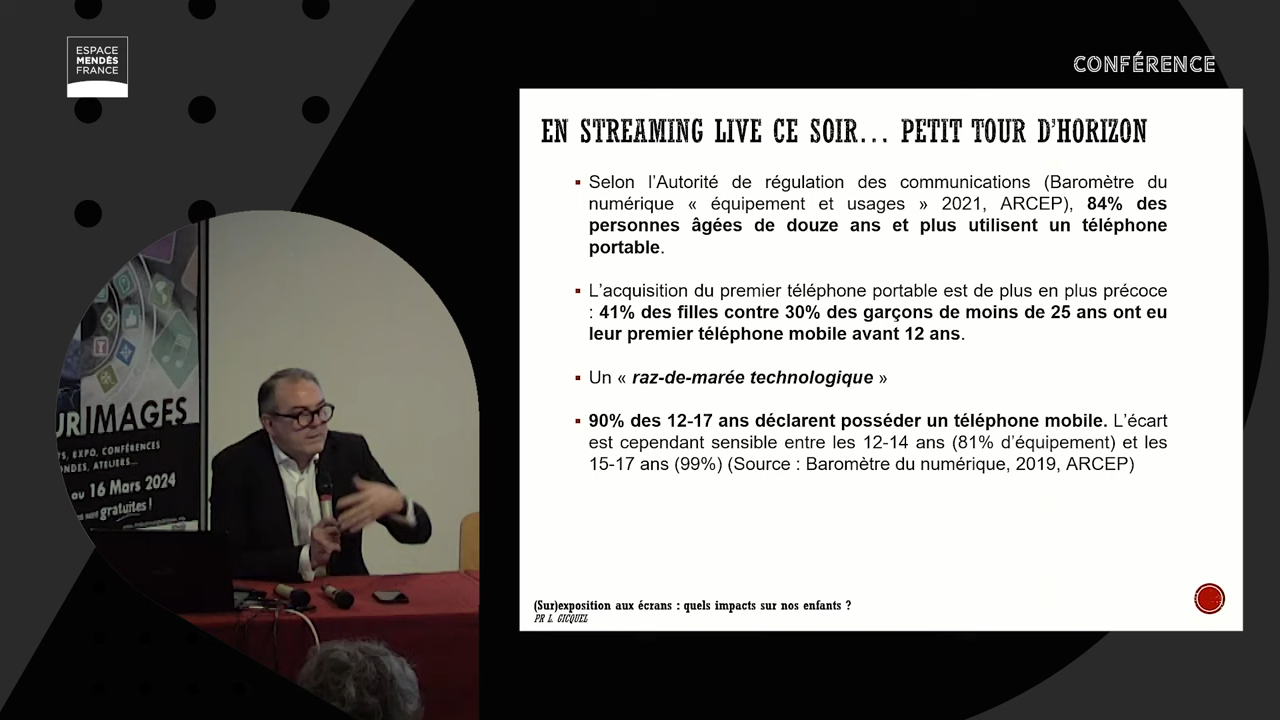 ESPACE
MENDÈS
FRANCE
CONFÉRENCE
EN STREAMING LIVE CE SOIR... PETIT TOUR D'HORIZON
▪ Selon l'Autorité de régulation des communications (Baromètre du
numérique « équipement et usages » 2021, ARCEP), 84% des
personnes âgées de douze ans et plus utilisent un téléphone
portable.
▪ L'acquisition du premier téléphone portable est de plus en plus précoce
: 41% des filles contre 30% des garçons de moins de 25 ans ont eu
leur premier téléphone mobile avant 12 ans.
▪ Un « raz-de-marée technologique »
▪ 90% des 12-17 ans déclarent posséder un téléphone mobile. L'écart
est cependant sensible entre les 12-14 ans (81% d'équipement) et les
15-17 ans (99%) (Source : Baromètre du numérique, 2019, ARCEP)
(Sur)exposition aux écrans : quels impacts sur nos enfants ?
PR L. GICQUEL
URIMAGES
EXPO, CONFÉRENCES
ONDES, ATELIERS...
au 16 Mars 2024
gratuites !